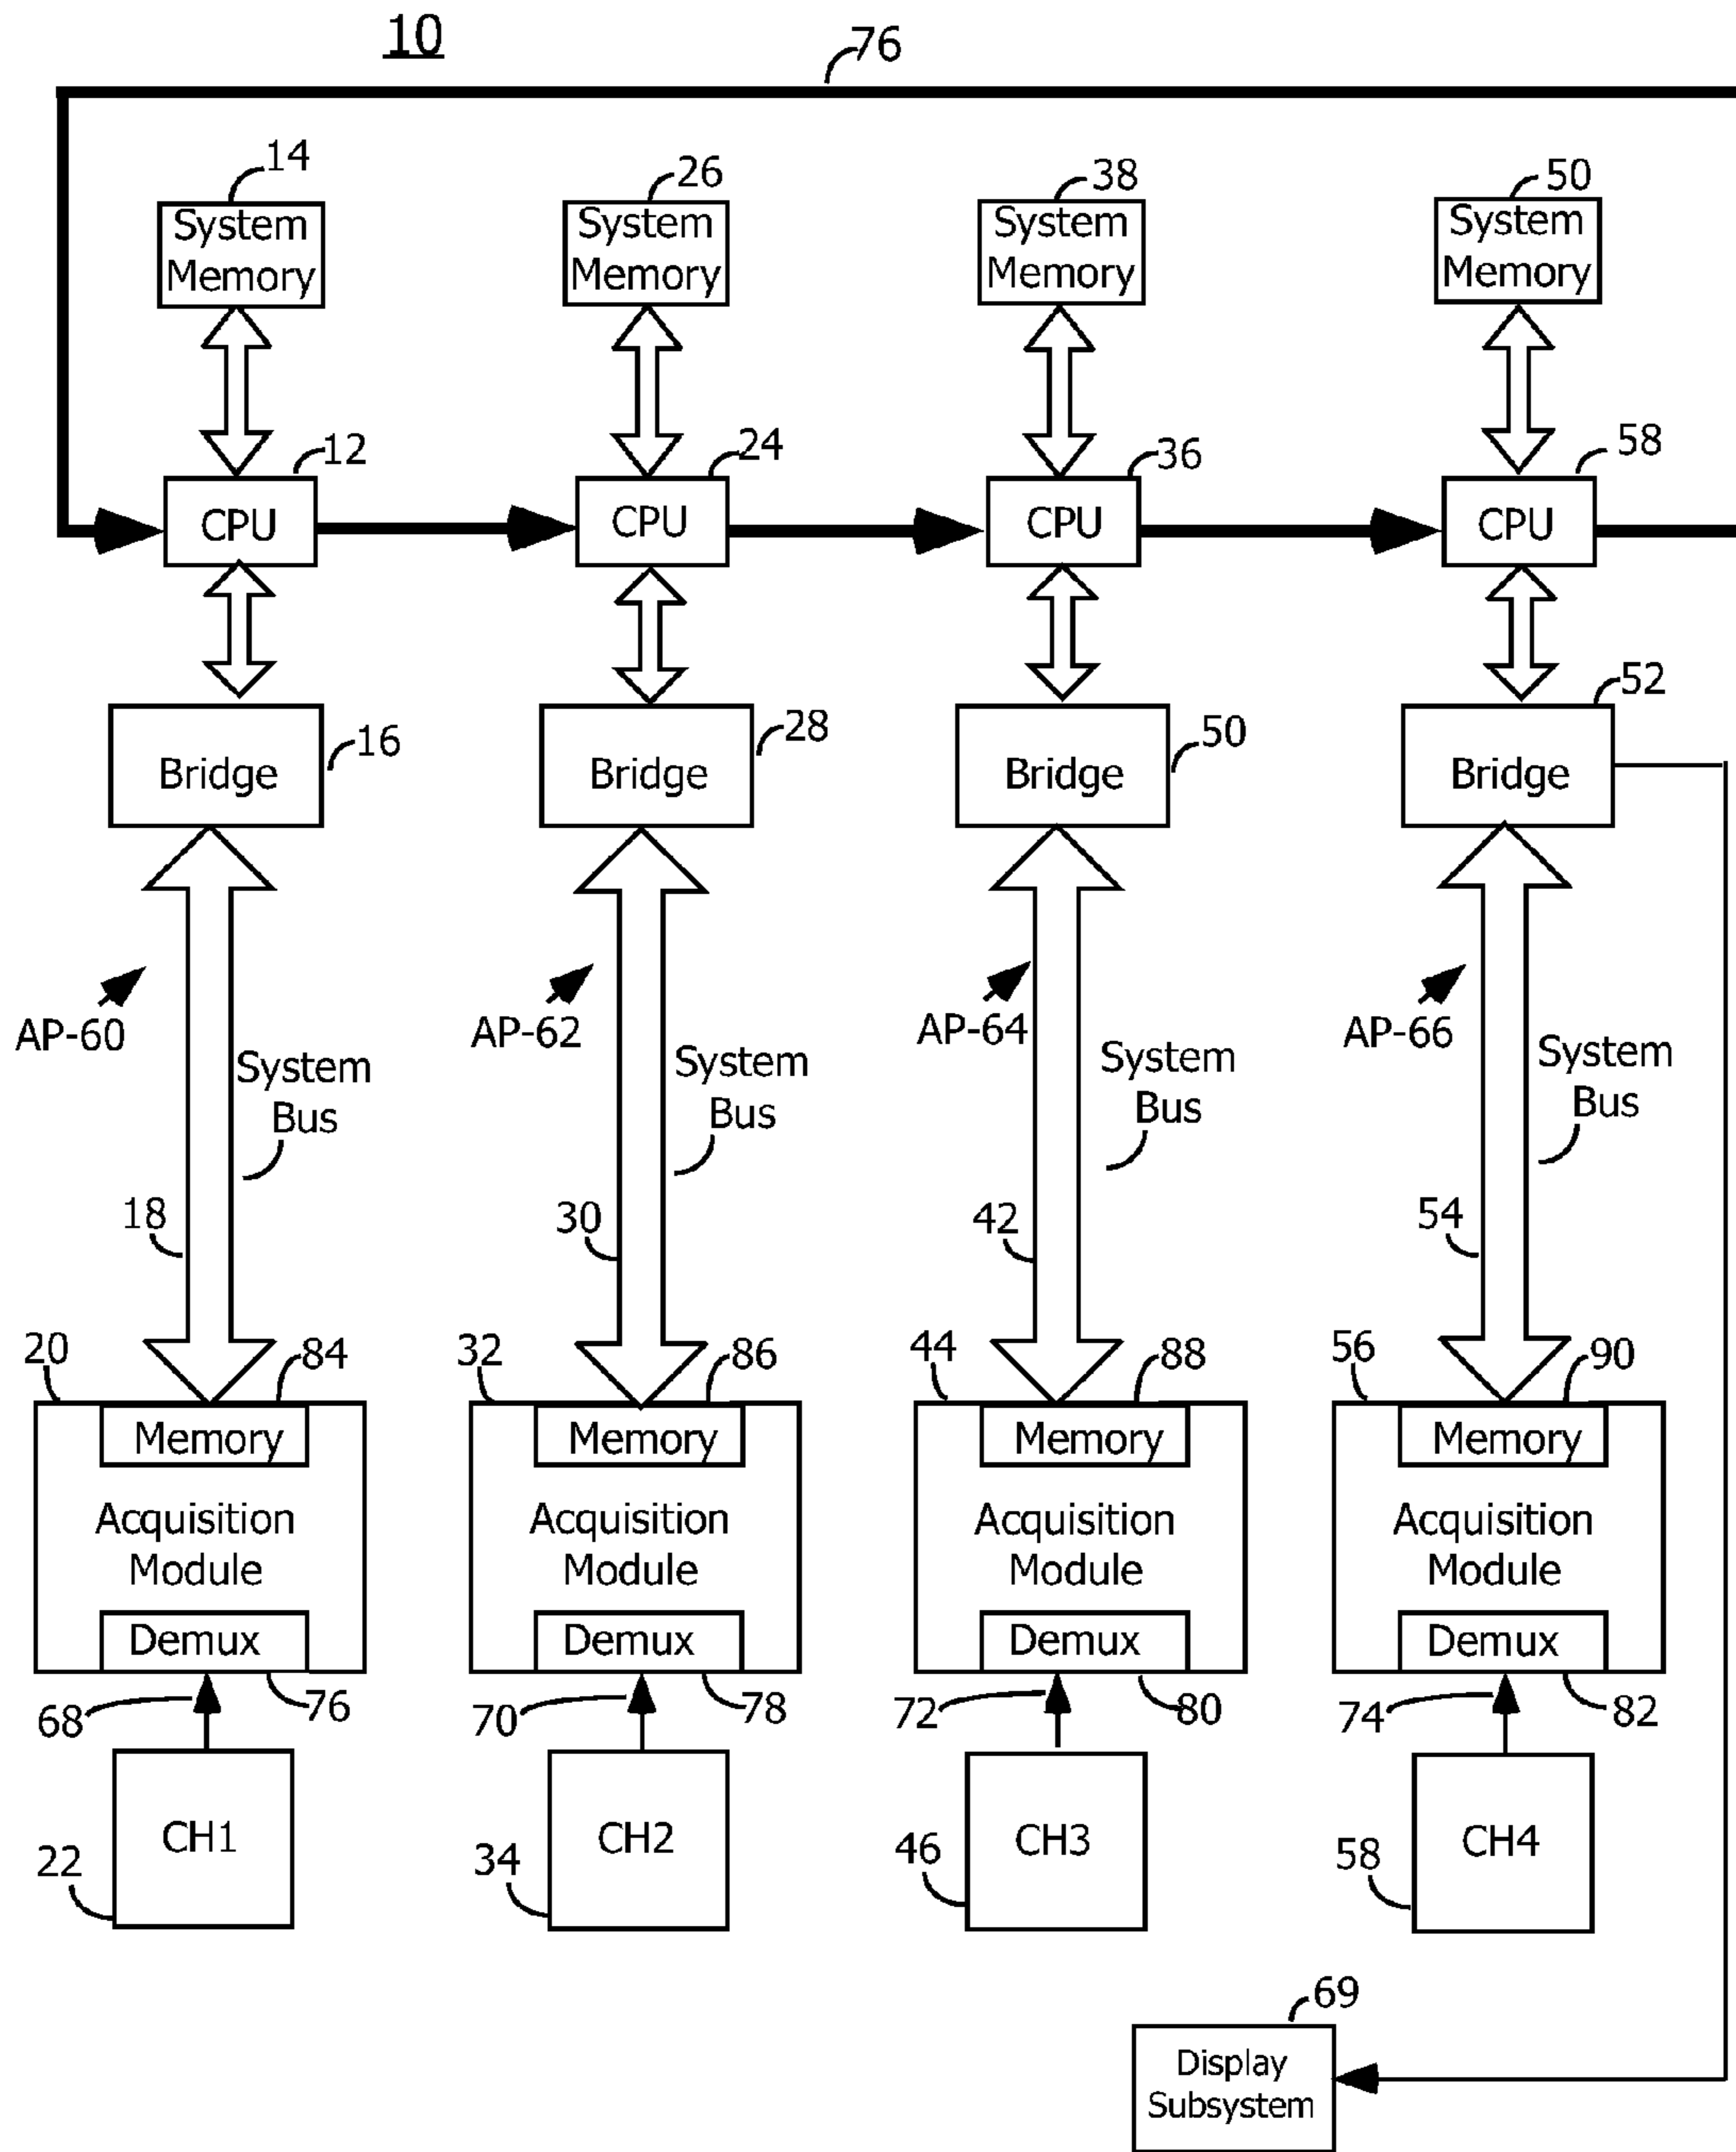 10
76
14
26
38
50
System
Memory
System
Memory
System
Memory
System
Memory
12
24
36
58
CPU
CPU
CPU
CPU
16
28
50
52
Bridge
Bridge
Bridge
Bridge
AP-60
AP-62
AP-64
AP-66
System
Bus
System
Bus
System
Bus
System
Bus
18
30
42
54
20
84
32
86
44
88
56
90
Memory
Memory
Memory
Memory
Acquisition
Module
Acquisition
Module
Acquisition
Module
Acquisition
Module
Demux
Demux
Demux
Demux
68
76
70
78
72
80
74
82
CH1
CH2
CH3
CH4
22
34
46
58
69
Display
Subsystem